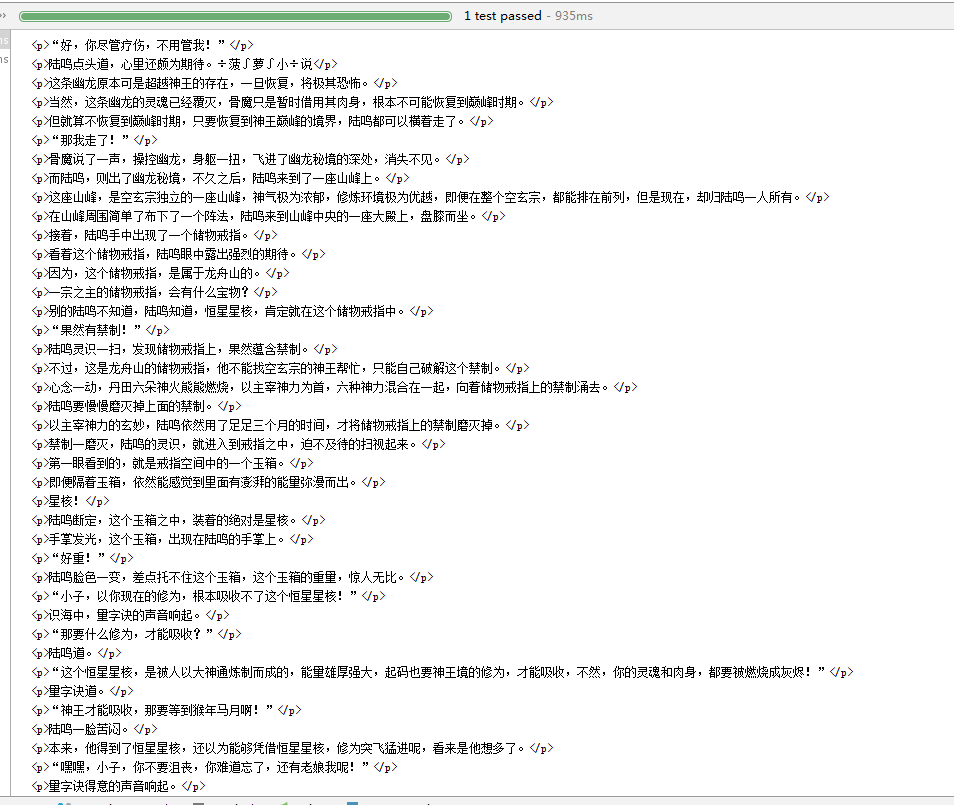 1 test passed - 935ms
<p>“好，你尽管疗伤，不用管我！”</p>
<p>陆鸣点头道，心里还颇为期待。÷菠∫萝∫小÷说</p>
<p>这条幽龙原本可是超越神王的存在，一旦恢复，将极其恐怖。</p>
<p>当然，这条幽龙的灵魂已经覆灭，骨魔只是暂时借用其肉身，根本不可能恢复到巅峰时期。</p>
<p>但就算不恢复到巅峰时期，只要恢复到神王巅峰的境界，陆鸣都可以横着走了。</p>
<p>“那我走了！”</p>
<p>骨魔说了一声，操控幽龙，身躯一扭，飞进了幽龙秘境的深处，消失不见。</p>
<p>而陆鸣，则出了幽龙秘境，不久之后，陆鸣来到了一座山峰上。</p>
<p>这座山峰，是空玄宗独立的一座山峰，神气极为浓郁，修炼环境极为优越，即便在整个空玄宗，都能排在前列，但是现在，却归陆鸣一人所有。</p>
<p>在山峰周围简单了布下了一个阵法，陆鸣来到山峰中央的一座大殿上，盘膝而坐。</p>
<p>接着，陆鸣手中出现了一个储物戒指。</p>
<p>看着这个储物戒指，陆鸣眼中露出强烈的期待。</p>
<p>因为，这个储物戒指，是属于龙舟山的。</p>
<p>一宗之主的储物戒指，会有什么宝物？</p>
<p>别的陆鸣不知道，陆鸣知道，恒星星核，肯定就在这个储物戒指中。</p>
<p>“果然有禁制！”</p>
<p>陆鸣灵识一扫，发现储物戒指上，果然蕴含禁制。</p>
<p>不过，这是龙舟山的储物戒指，他不能找空玄宗的神王帮忙，只能自己破解这个禁制。</p>
<p>心念一动，丹田六朵神火熊熊燃烧，以主宰神力为首，六种神力混合在一起，向着储物戒指上的禁制涌去。</p>
<p>陆鸣要慢慢磨灭掉上面的禁制。</p>
<p>以主宰神力的玄妙，陆鸣依然用了足足三个月的时间，才将储物戒指上的禁制磨灭掉。</p>
<p>禁制一磨灭，陆鸣的灵识，就进入到戒指之中，迫不及待的扫视起来。</p>
<p>第一眼看到的，就是戒指空间中的一个玉箱。</p>
<p>即便隔着玉箱，依然能感觉到里面有澎湃的能量弥漫而出。</p>
<p>星核！</p>
<p>陆鸣断定，这个玉箱之中，装着的绝对是星核。</p>
<p>手掌发光，这个玉箱，出现在陆鸣的手掌上。</p>
<p>“好重！”</p>
<p>陆鸣脸色一变，差点托不住这个玉箱，这个玉箱的重量，惊人无比。</p>
<p>“小子，以你现在的修为，根本吸收不了这个恒星星核！”</p>
<p>识海中，量字诀的声音响起。</p>
<p>“那要什么修为，才能吸收？”</p>
<p>陆鸣道。</p>
<p>“这个恒星星核，是被人以大神通炼制而成的，能量雄厚强大，起码也要神王境的修为，才能吸收，不然，你的灵魂和肉身，都要被燃烧成灰烬！”</p>
<p>量字诀道。</p>
<p>“神王才能吸收，那要等到猴年马月啊！”</p>
<p>陆鸣一脸苦闷。</p>
<p>本来，他得到了恒星星核，还以为能够凭借恒星星核，修为突飞猛进呢，看来是他想多了。</p>
<p>“嘿嘿，小子，你不要沮丧，你难道忘了，还有老娘我呢！”</p>
<p>量字诀得意的声音响起。</p>